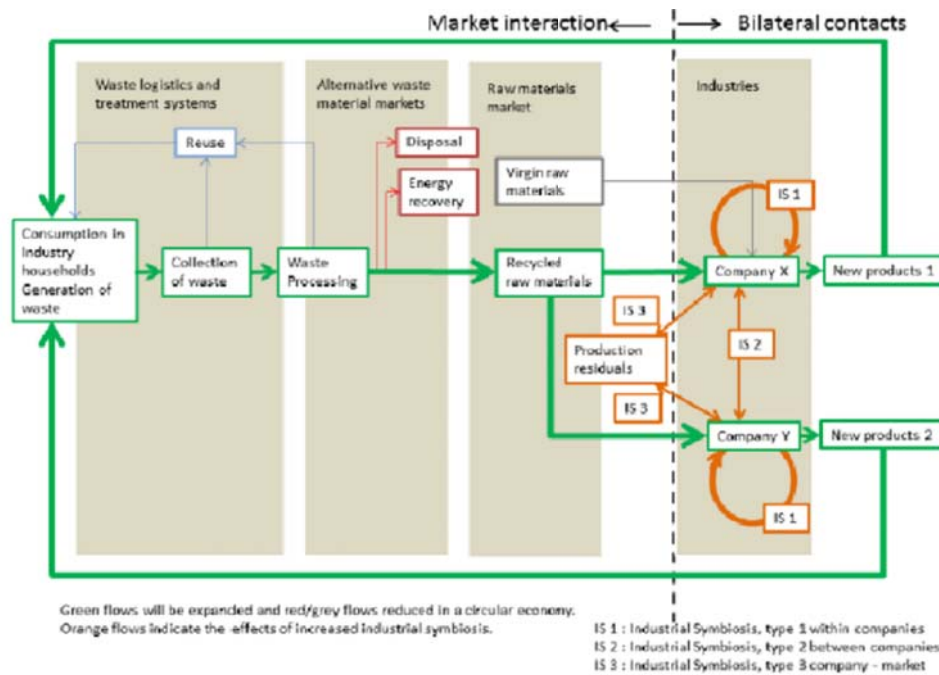 Market interaction
Bilateral contacts
Waste logistics and
treatment systems
Alternative waste
material markets
Raw materials
market
Industries
Reuse
Disposal
Energy
recovery
Virgin raw
materials
IS 1
Consumption in
Industry
households
Generation of
waste
Collection
of waste
Waste
Processing
Recycled
raw materials
Company X
New products 1
IS 3
Production
residuals
IS 2
IS 3
Company Y
New products 2
IS 1
Green flows will be expanded and red/grey flows reduced in a circular economy.
Orange flows indicate the effects of increased industrial symbiosis.
IS 1 : Industrial Symbiosis, type 1 within companies
IS 2 : Industrial Symbiosis, type 2 between companies
IS 3 : Industrial Symbiosis, type 3 company - market